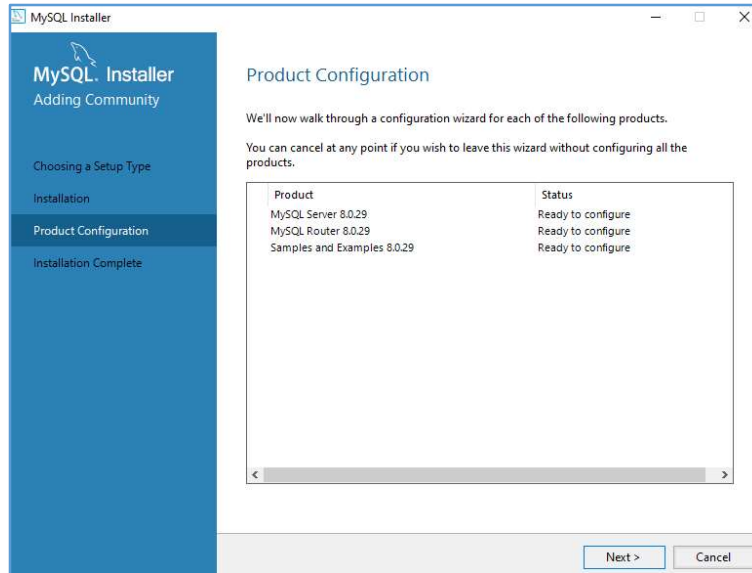 MySQL Installer
MySQL. Installer
Adding Community
Choosing a Setup Type
Installation
Product Configuration
Installation Complete
Product Configuration
We'll now walk through a configuration wizard for each of the following products.
You can cancel at any point if you wish to leave this wizard without configuring all the
products.
Product Status
MySQL Server 8.0.29 Ready to configure
MySQL Router 8.0.29 Ready to configure
Samples and Examples 8.0.29 Ready to configure
Next > Cancel